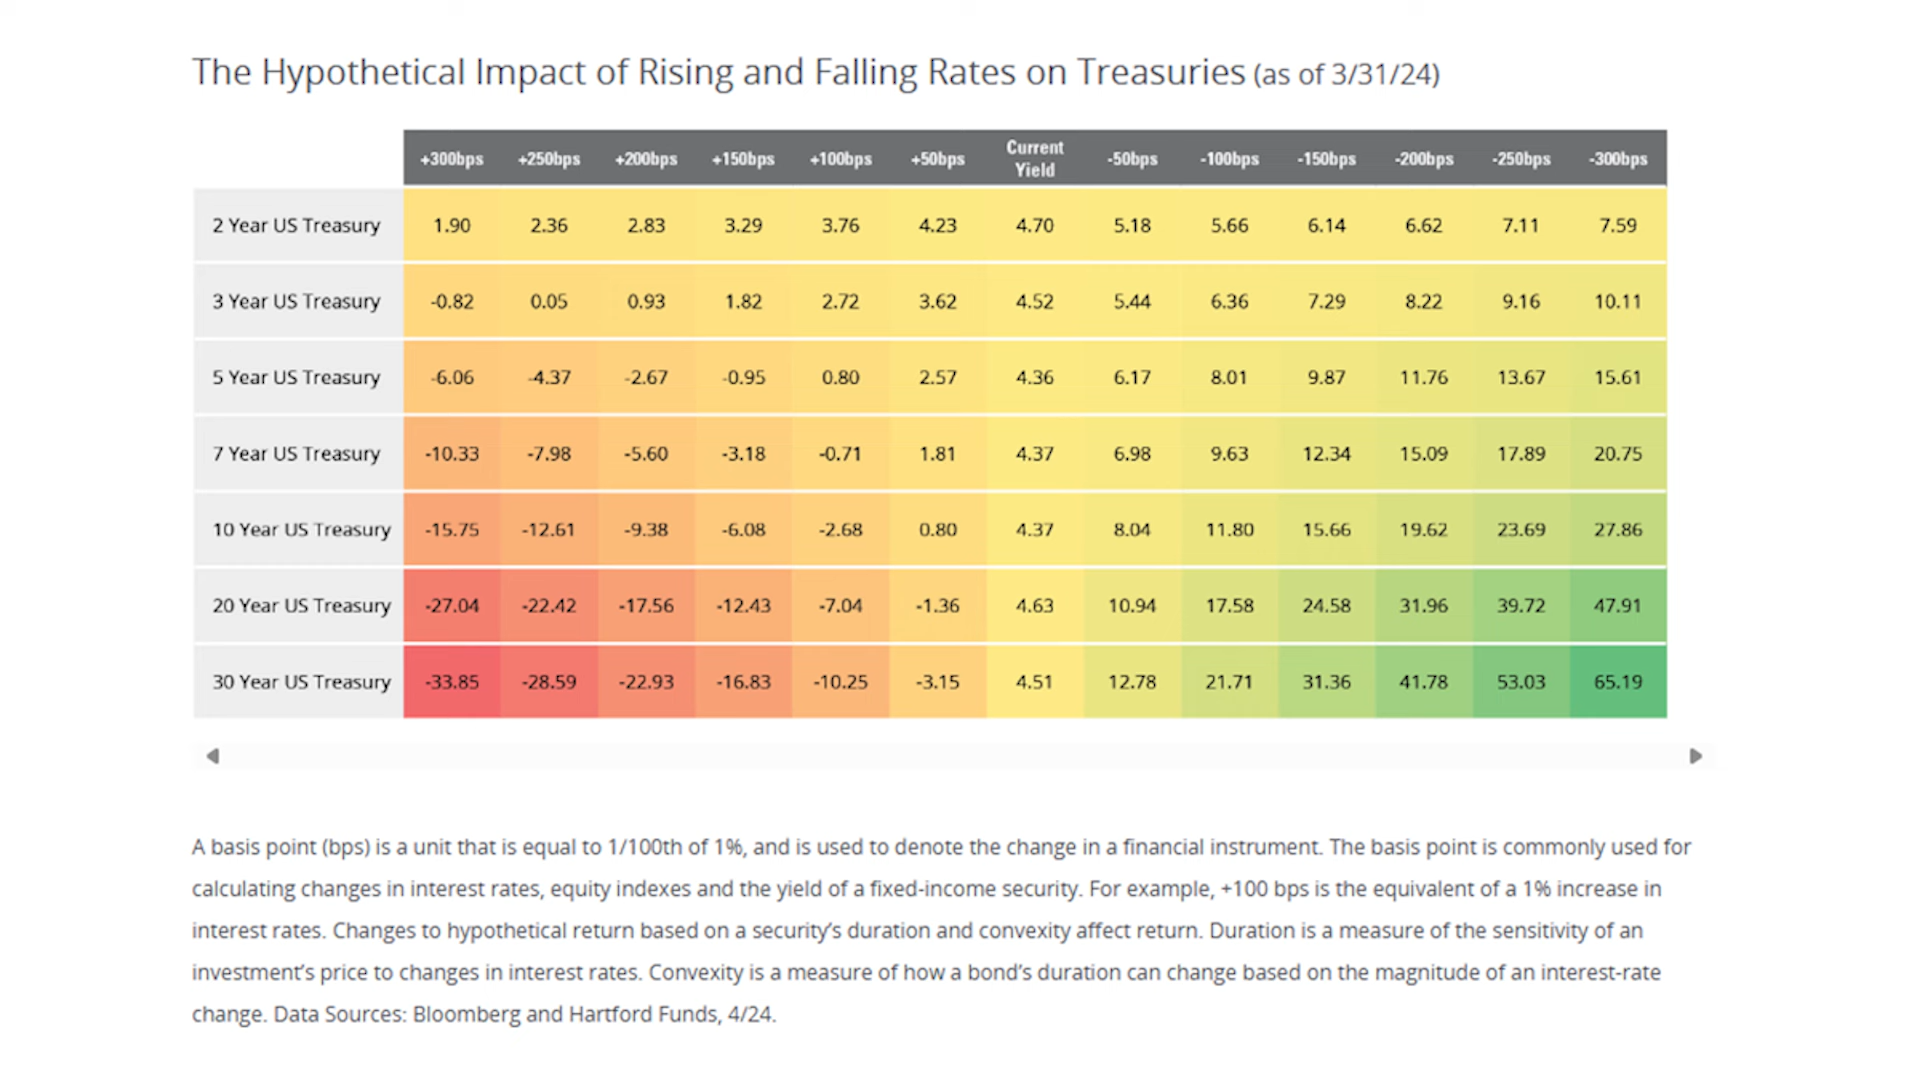 The Hypothetical Impact of Rising and Falling Rates on Treasuries (as of 3/31/24)
+300bps +250bps +200bps +150bps +100bps +50bps Current Yield -50bps -100bps -150bps -200bps -250bps -300bps
2 Year US Treasury 1.90 2.36 2.83 3.29 3.76 4.23 4.70 5.18 5.66 6.14 6.62 7.11 7.59
3 Year US Treasury -0.82 0.05 0.93 1.82 2.72 3.62 4.52 5.44 6.36 7.29 8.22 9.16 10.11
5 Year US Treasury -6.06 -4.37 -2.67 -0.95 0.80 2.57 4.36 6.17 8.01 9.87 11.76 13.67 15.61
7 Year US Treasury -10.33 -7.98 -5.60 -3.18 -0.71 1.81 4.37 6.98 9.63 12.34 15.09 17.89 20.75
10 Year US Treasury -15.75 -12.61 -9.38 -6.08 -2.68 0.80 4.37 8.04 11.80 15.66 19.62 23.69 27.86
20 Year US Treasury -27.04 -22.42 -17.56 -12.43 -7.04 -1.36 4.63 10.94 17.58 24.58 31.96 39.72 47.91
30 Year US Treasury -33.85 -28.59 -22.93 -16.83 -10.25 -3.15 4.51 12.78 21.71 31.36 41.78 53.03 65.19
A basis point (bps) is a unit that is equal to 1/100th of 1%, and is used to denote the change in a financial instrument. The basis point is commonly used for
calculating changes in interest rates, equity indexes and the yield of a fixed-income security. For example, +100 bps is the equivalent of a 1% increase in
interest rates. Changes to hypothetical return based on a security’s duration and convexity affect return. Duration is a measure of the sensitivity of an
investment’s price to changes in interest rates. Convexity is a measure of how a bond’s duration can change based on the magnitude of an interest-rate
change. Data Sources: Bloomberg and Hartford Funds, 4/24.